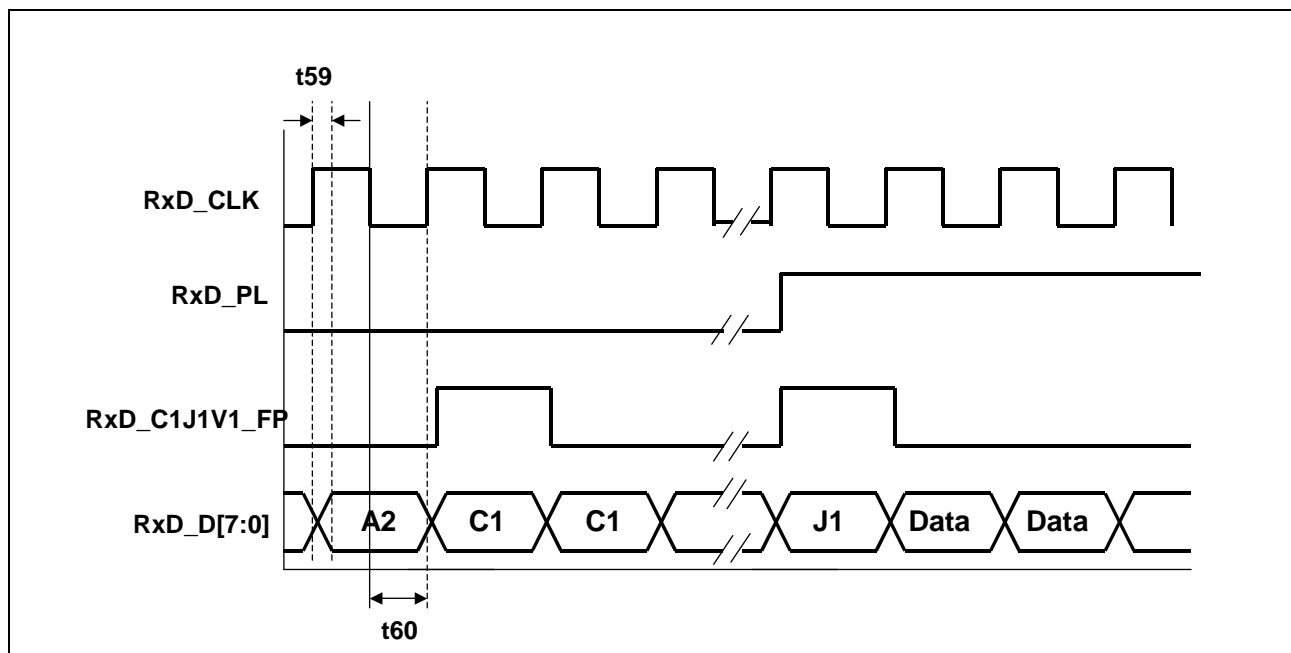 t59
RxD_CLK
RxD_PL
RxD_C1J1V1_FP
RxD_D[7:0] A2 C1 C1 J1 Data Data
t60